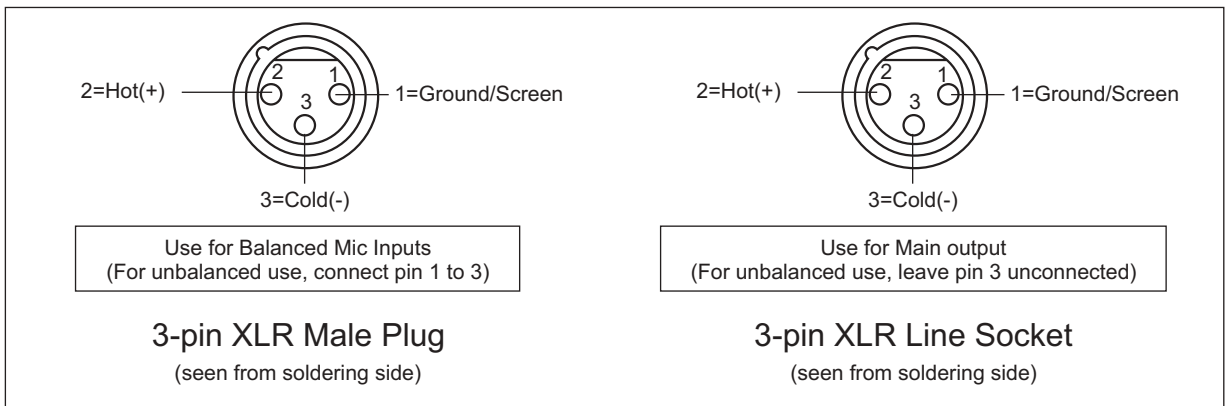 2
1
3
2=Hot(+)
1=Ground/Screen
3=Cold(-)
Use for Balanced Mic Inputs
(For unbalanced use, connect pin 1 to 3)
3-pin XLR Male Plug
(seen from soldering side)
2
1
3
2=Hot(+)
1=Ground/Screen
3=Cold(-)
Use for Main output
(For unbalanced use, leave pin 3 unconnected)
3-pin XLR Line Socket
(seen from soldering side)